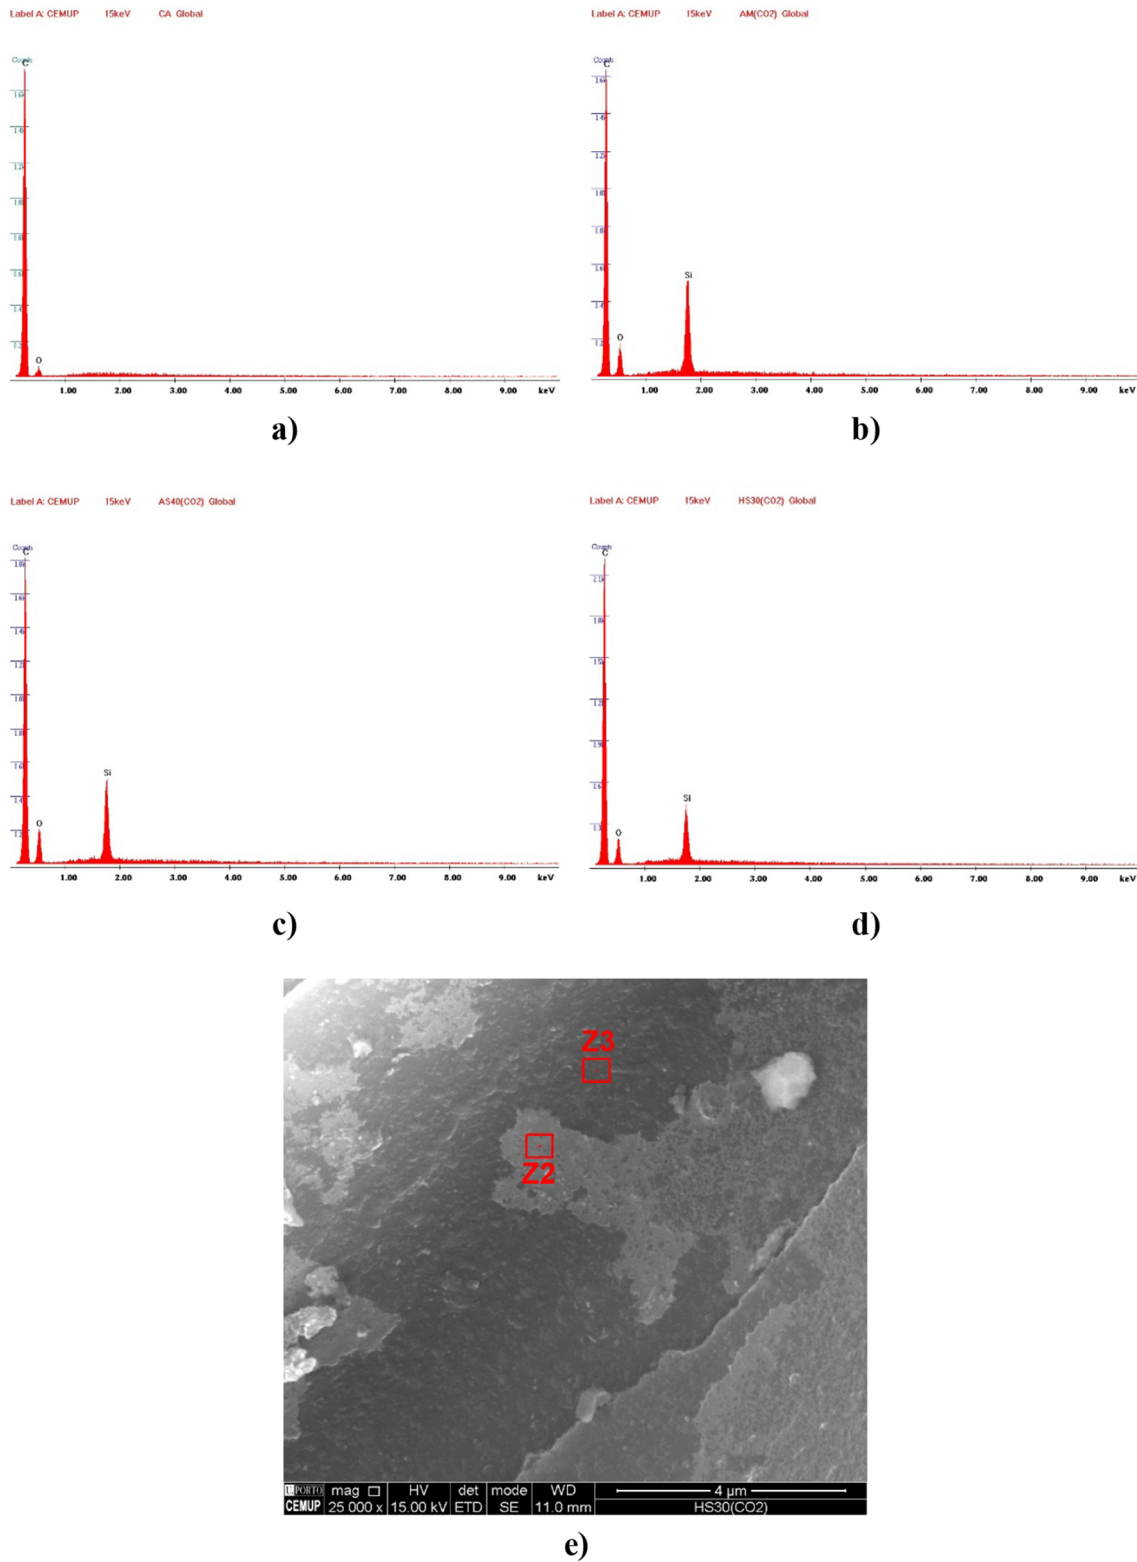 Label A: CEMUP 15keV CA Global
C
O
1.00 2.00 3.00 4.00 5.00 6.00 7.00 8.00 9.00 keV
a)
Label A: CEMUP 15keV AM(CO2) Global
C
Si
O
1.00 2.00 3.00 4.00 5.00 6.00 7.00 8.00 9.00 keV
b)
Label A: CEMUP 15keV AS40(CO2) Global
C
Si
O
1.00 2.00 3.00 4.00 5.00 6.00 7.00 8.00 9.00 keV
c)
Label A: CEMUP 15keV HS30(CO2) Global
C
Si
O
1.00 2.00 3.00 4.00 5.00 6.00 7.00 8.00 9.00 keV
d)
Z3
Z2
U.PORTO mag HV det mode WD 4 µm
CEMUP 25 000 x 15.00 kV ETD SE 11.0 mm HS30(CO2)
e)